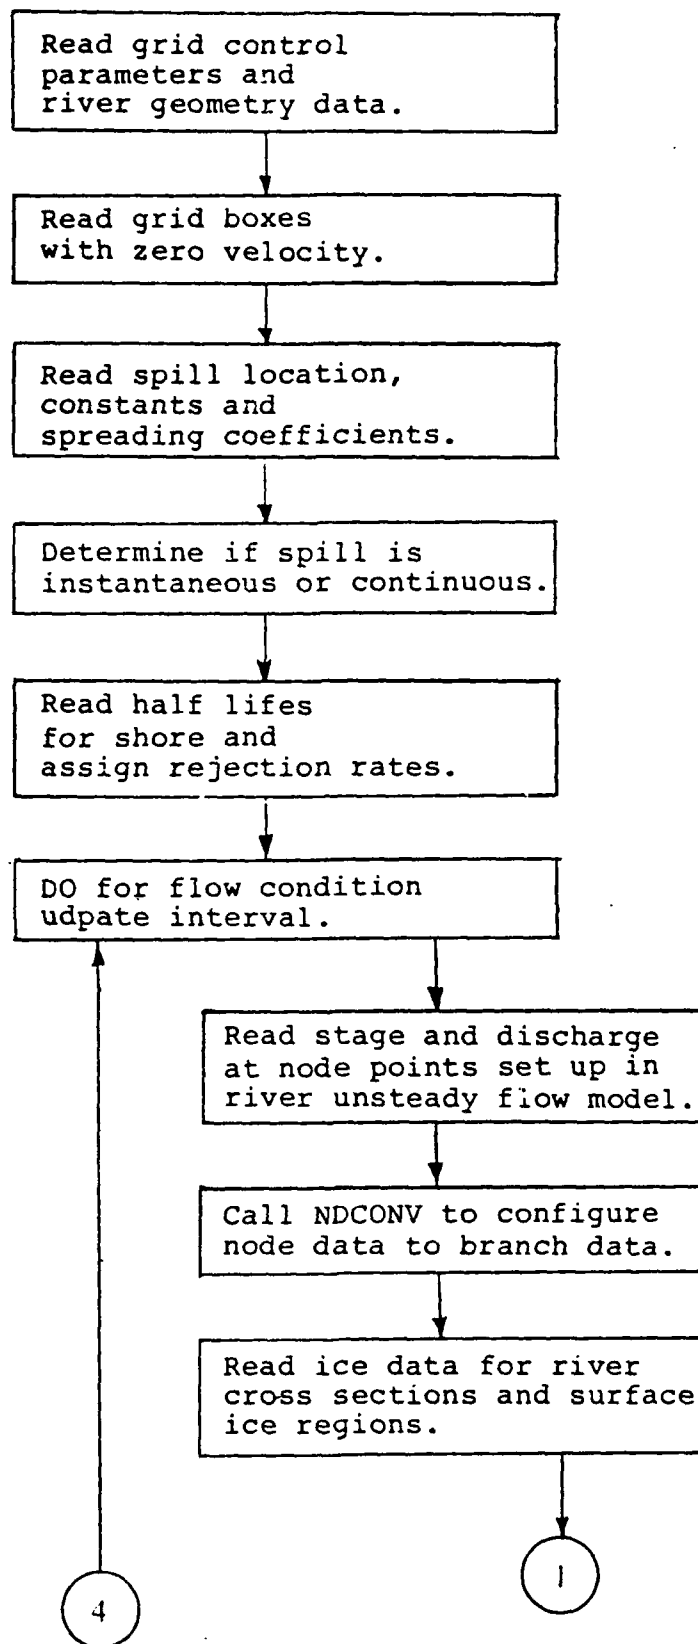 Read grid control
parameters and
river geometry data.
Read grid boxes
with zero velocity.
Read spill location,
constants and
spreading coefficients.
Determine if spill is
instantaneous or continuous.
Read half lifes
for shore and
assign rejection rates.
DO for flow condition
udpate interval.
Read stage and discharge
at node points set up in
river unsteady flow model.
Call NDCONV to configure
node data to branch data.
Read ice data for river
cross sections and surface
ice regions.
1
4